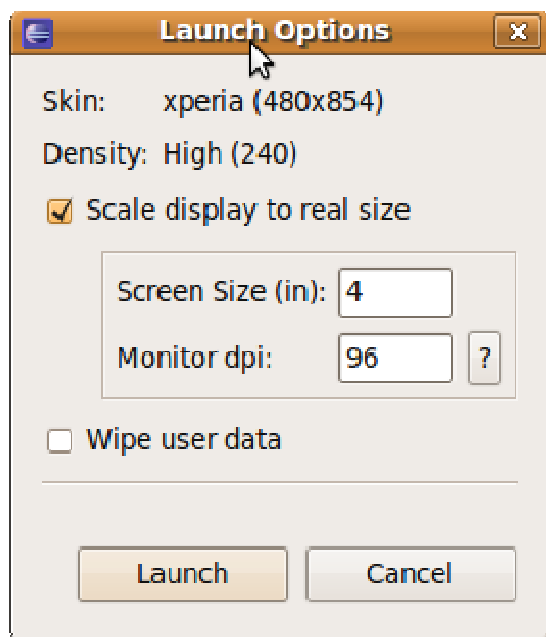 Launch Options
Skin: xperia (480x854)
Density: High (240)
Scale display to real size
Screen Size (in): 4
Monitor dpi: 96 ?
Wipe user data
Launch Cancel